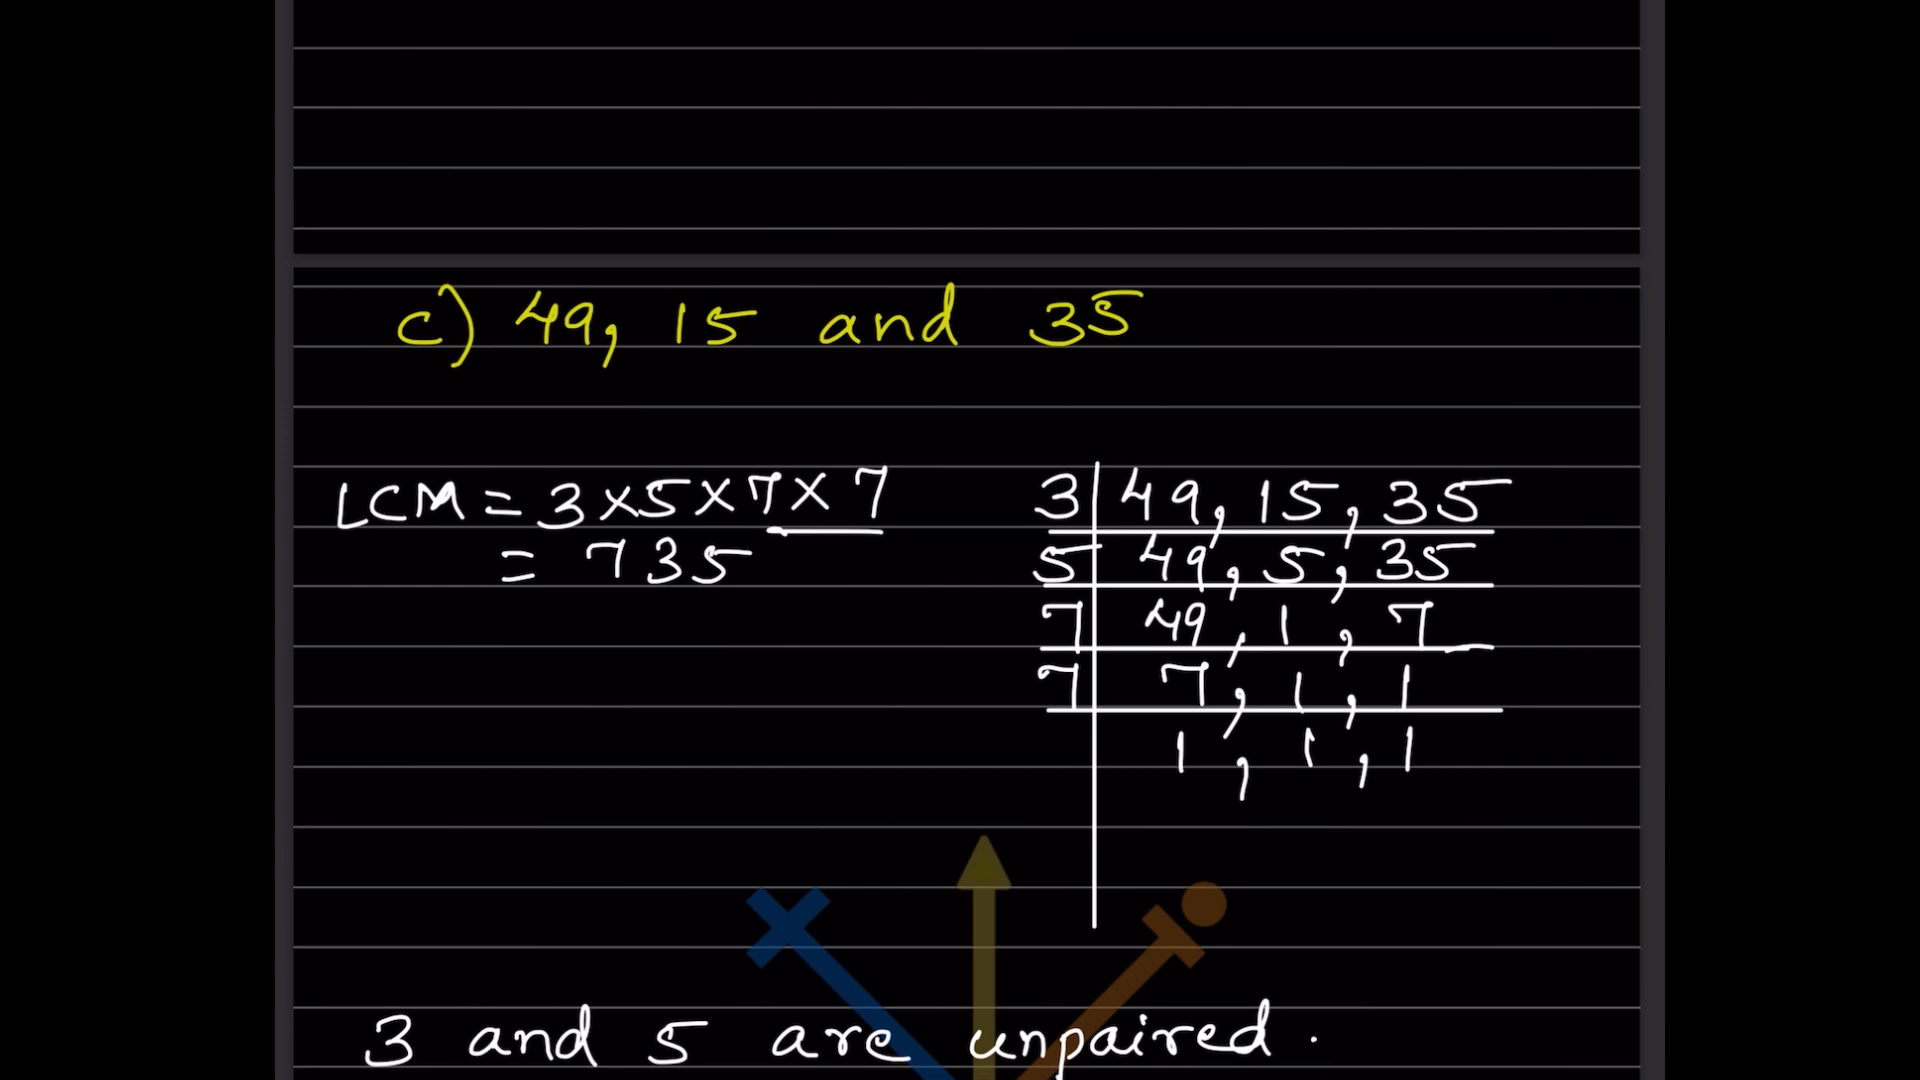 c) 49, 15 and 35
LCM = 3×5×7×7
= 735
3 | 49, 15, 35
5 | 49, 5, 35
7 | 49, 1, 7
7 | 7, 1, 1
1, 1, 1
3 and 5 are unpaired.